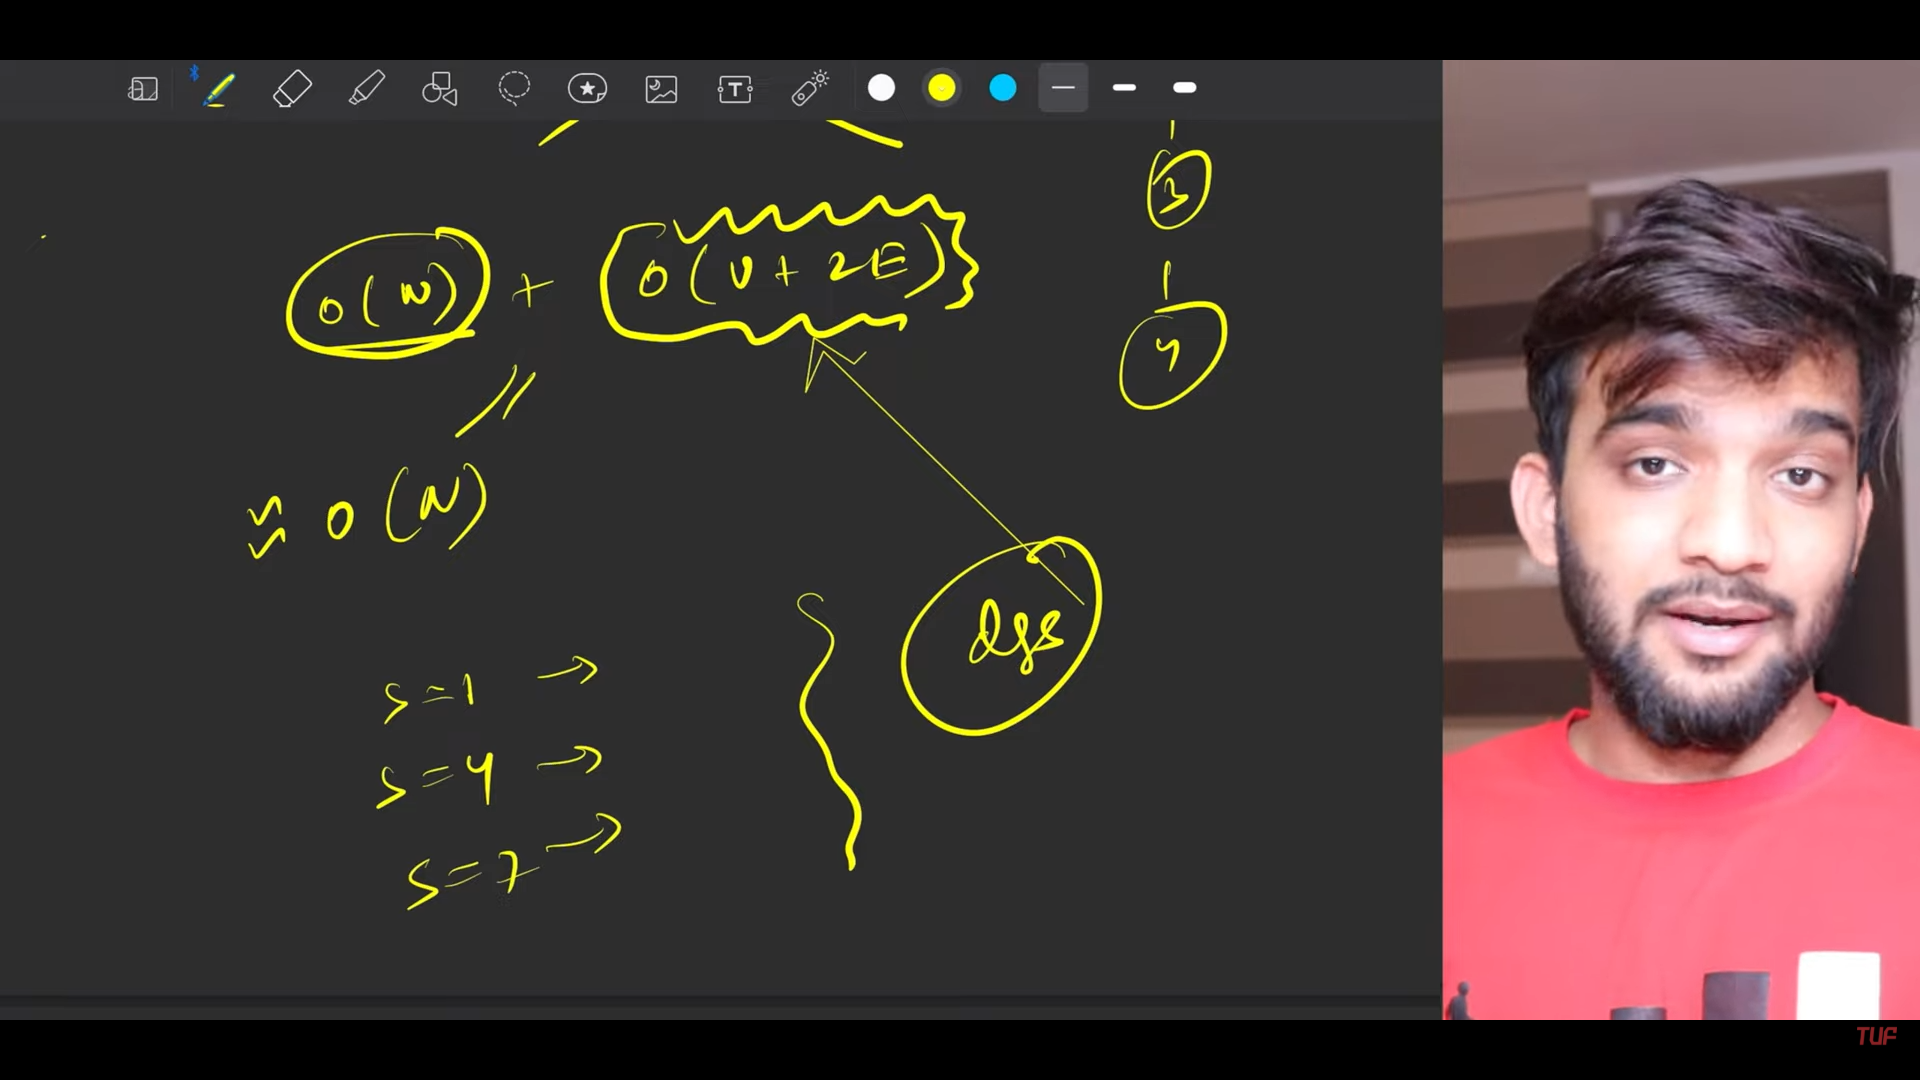 3
O(N) + O(V + 2E)
4
≈ O(N)
dfs
S = 1 →
S = 4 →
S = 7 →
TUF